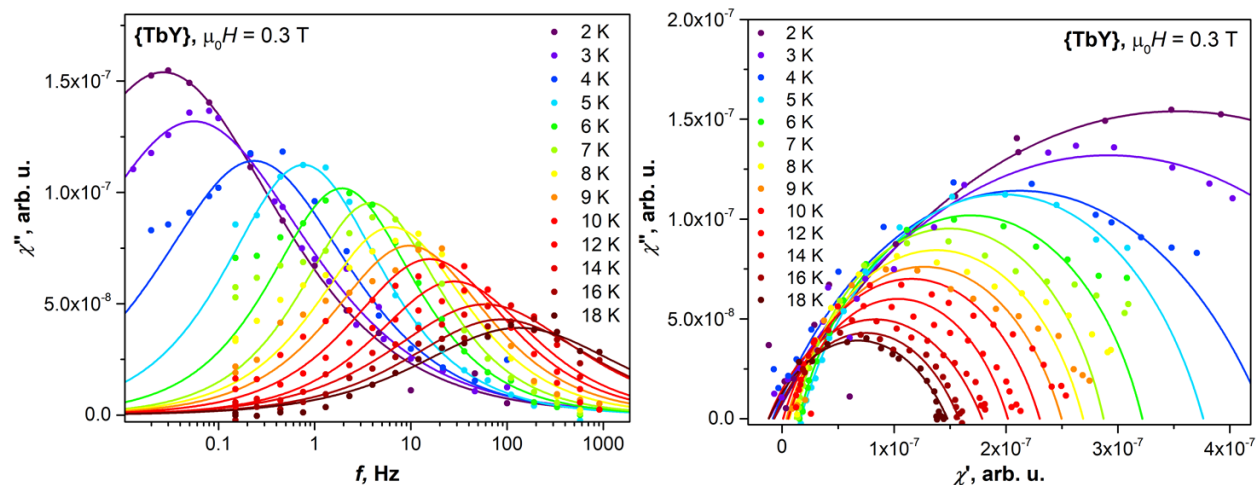 {TbY}, μ₀H = 0.3 T
2 K
3 K
4 K
5 K
6 K
7 K
8 K
9 K
10 K
12 K
14 K
16 K
18 K
1.5x10⁻⁷
1.0x10⁻⁷
5.0x10⁻⁸
0.0
χ'', arb. u.
0.1
1
10
100
1000
f, Hz
{TbY}, μ₀H = 0.3 T
2 K
3 K
4 K
5 K
6 K
7 K
8 K
9 K
10 K
12 K
14 K
16 K
18 K
2.0x10⁻⁷
1.5x10⁻⁷
1.0x10⁻⁷
5.0x10⁻⁸
0.0
χ'', arb. u.
0
1x10⁻⁷
2x10⁻⁷
3x10⁻⁷
4x10⁻⁷
χ', arb. u.